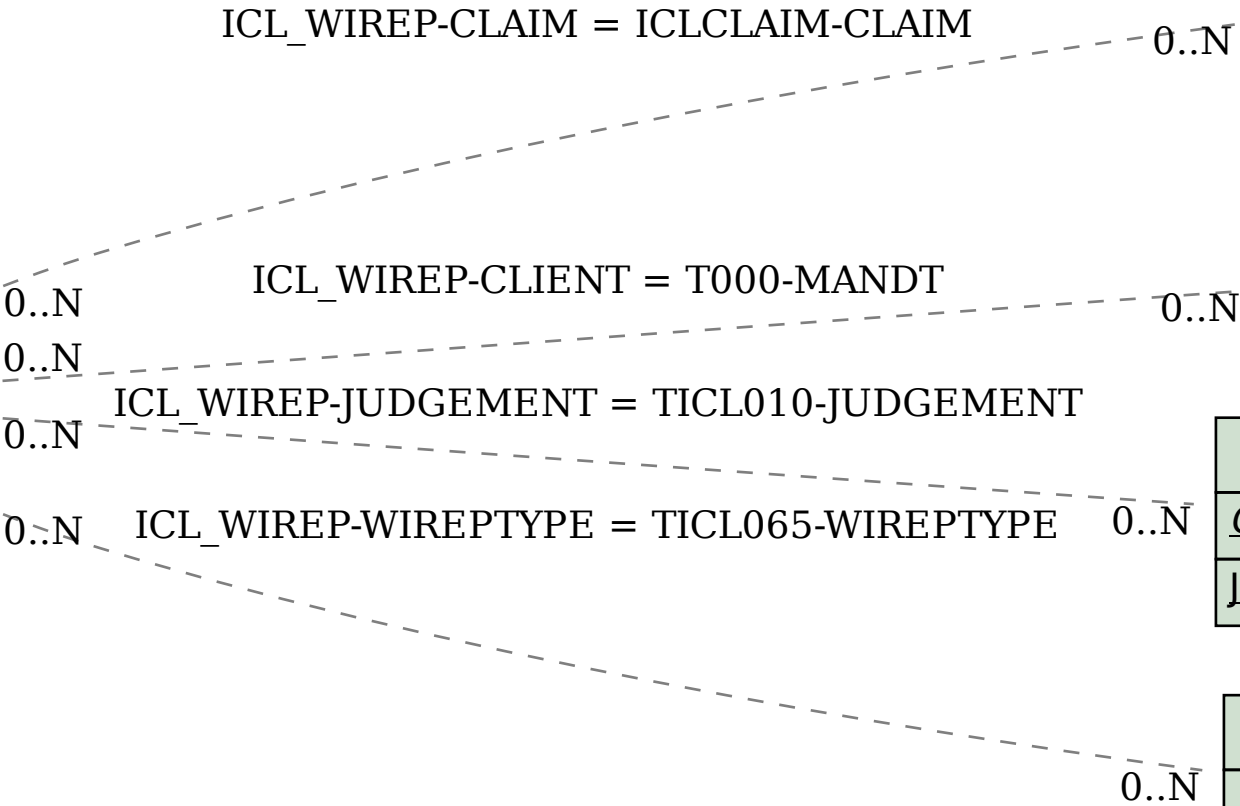 ICL_WIREP-CLAIM = ICLCLAIM-CLAIM
0..N
ICL_WIREP-CLIENT = T000-MANDT
0..N
0..N
0..N
ICL_WIREP-JUDGEMENT = TICL010-JUDGEMENT
0..N
ICL_WIREP-WIREPTYPE = TICL065-WIREPTYPE
0..N
0..N
0..N